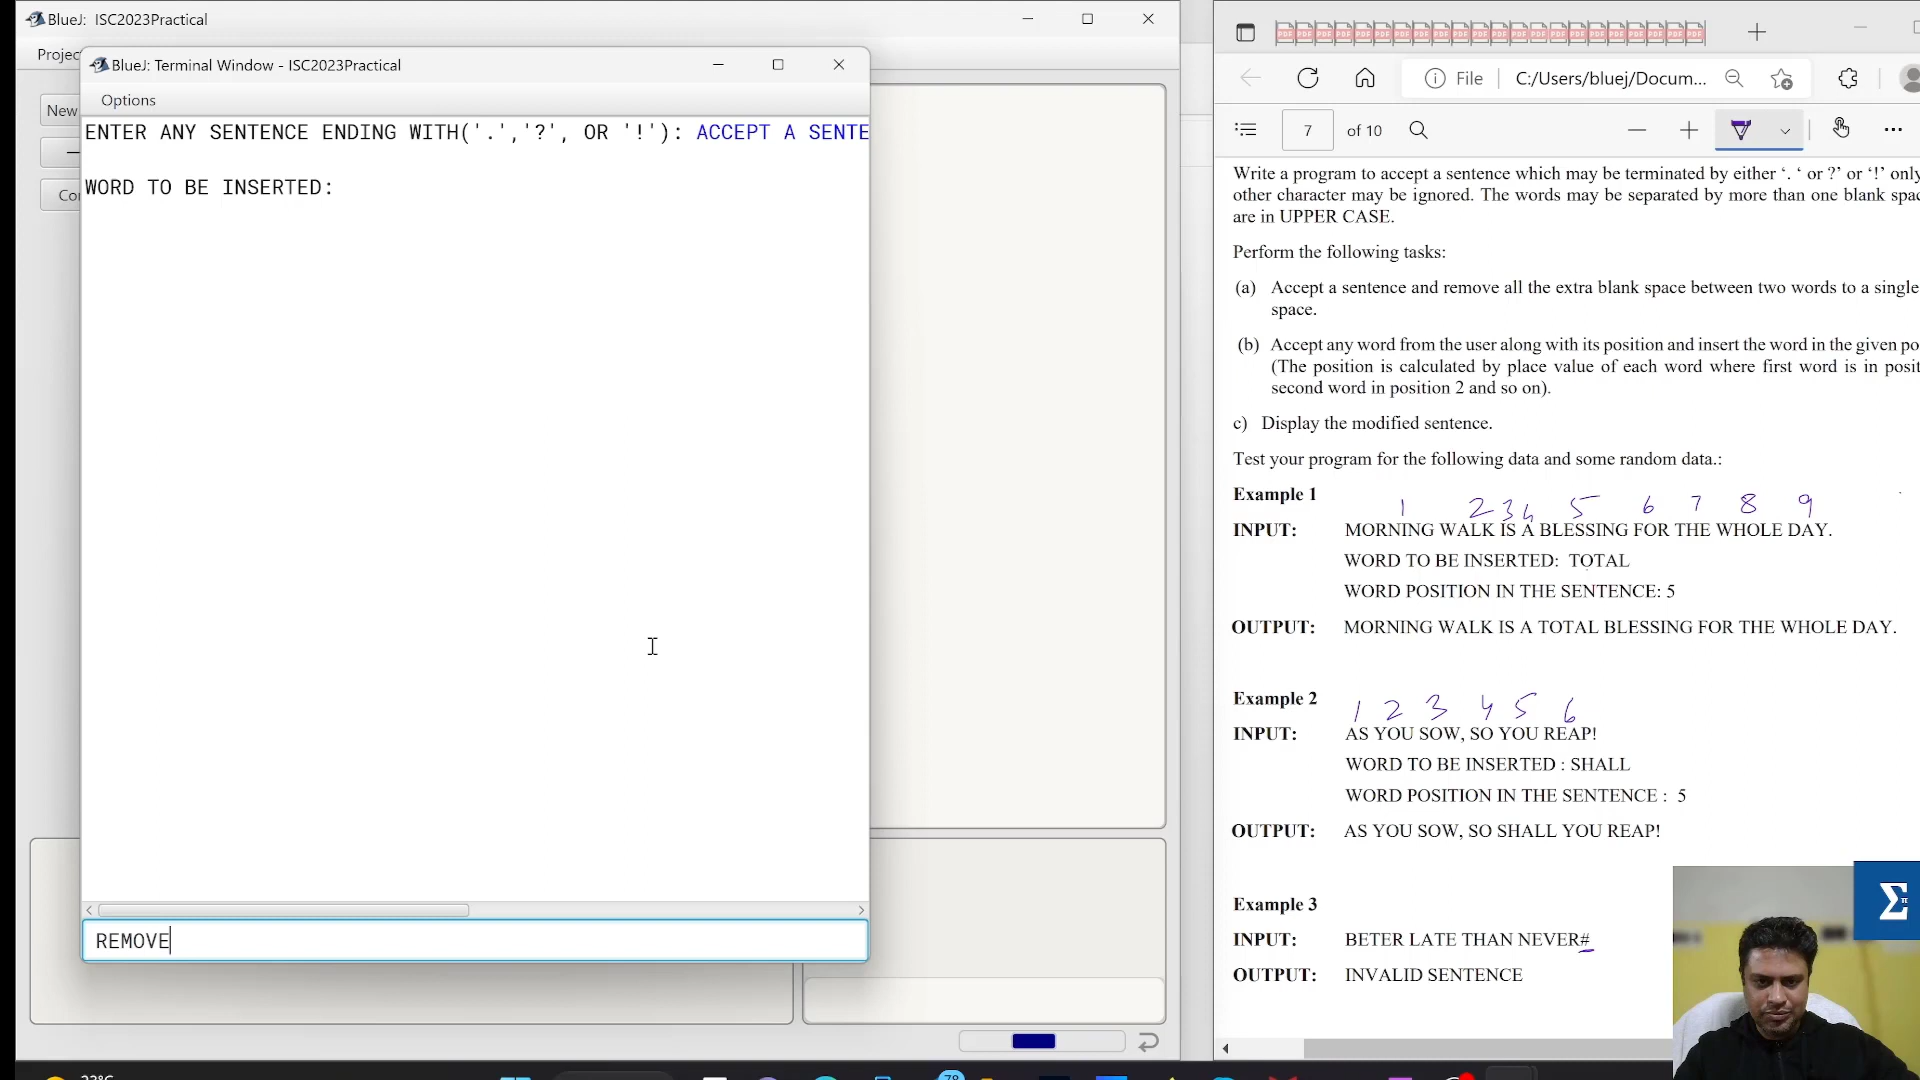 BlueJ: ISC2023Practical
Projec
BlueJ: Terminal Window - ISC2023Practical
Options
New
Co
ENTER ANY SENTENCE ENDING WITH('.','?', OR '!'): ACCEPT A SENTE
WORD TO BE INSERTED:
REMOVE
File
C:/Users/bluej/Docum...
7 of 10
Write a program to accept a sentence which may be terminated by either ‘. ‘ or ?’ or ‘!’ only
other character may be ignored. The words may be separated by more than one blank spac
are in UPPER CASE.
Perform the following tasks:
(a) Accept a sentence and remove all the extra blank space between two words to a single
space.
(b) Accept any word from the user along with its position and insert the word in the given po
(The position is calculated by place value of each word where first word is in posit
second word in position 2 and so on).
c) Display the modified sentence.
Test your program for the following data and some random data.:
Example 1
1 2 3 4 5 6 7 8 9
INPUT: MORNING WALK IS A BLESSING FOR THE WHOLE DAY.
WORD TO BE INSERTED: TOTAL
WORD POSITION IN THE SENTENCE: 5
OUTPUT: MORNING WALK IS A TOTAL BLESSING FOR THE WHOLE DAY.
Example 2
1 2 3 4 5 6
INPUT: AS YOU SOW, SO YOU REAP!
WORD TO BE INSERTED : SHALL
WORD POSITION IN THE SENTENCE : 5
OUTPUT: AS YOU SOW, SO SHALL YOU REAP!
Example 3
INPUT: BETER LATE THAN NEVER#
OUTPUT: INVALID SENTENCE
Σ